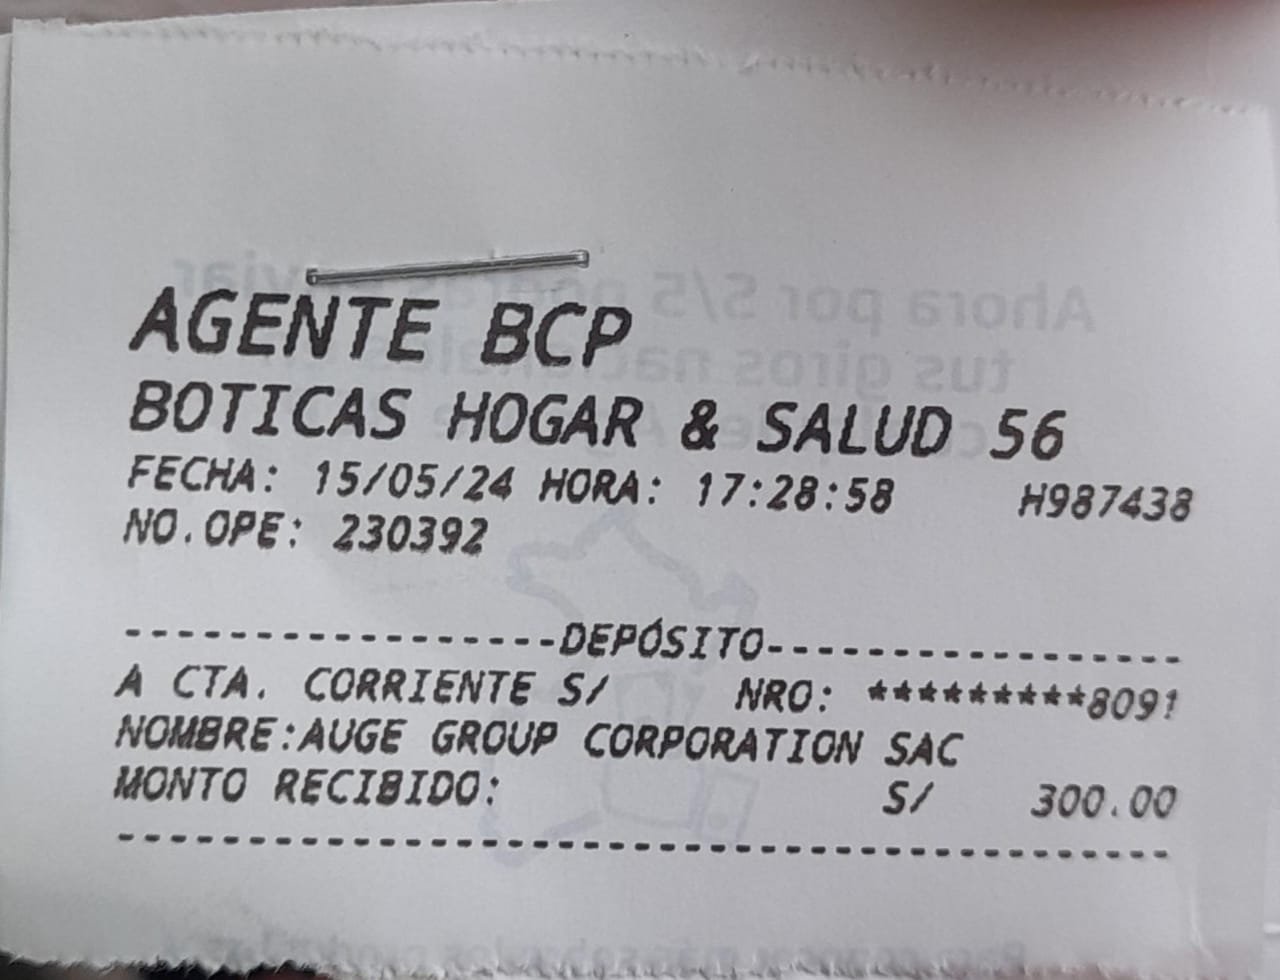 AGENTE BCP
BOTICAS HOGAR & SALUD 56
FECHA: 15/05/24 HORA: 17:28:58 H987438
NO.OPE: 230392
-----------------DEPÓSITO-----------------
A CTA. CORRIENTE S/ NRO: *********8091
NOMBRE:AUGE GROUP CORPORATION SAC
MONTO RECIBIDO: S/ 300.00
------------------------------------------